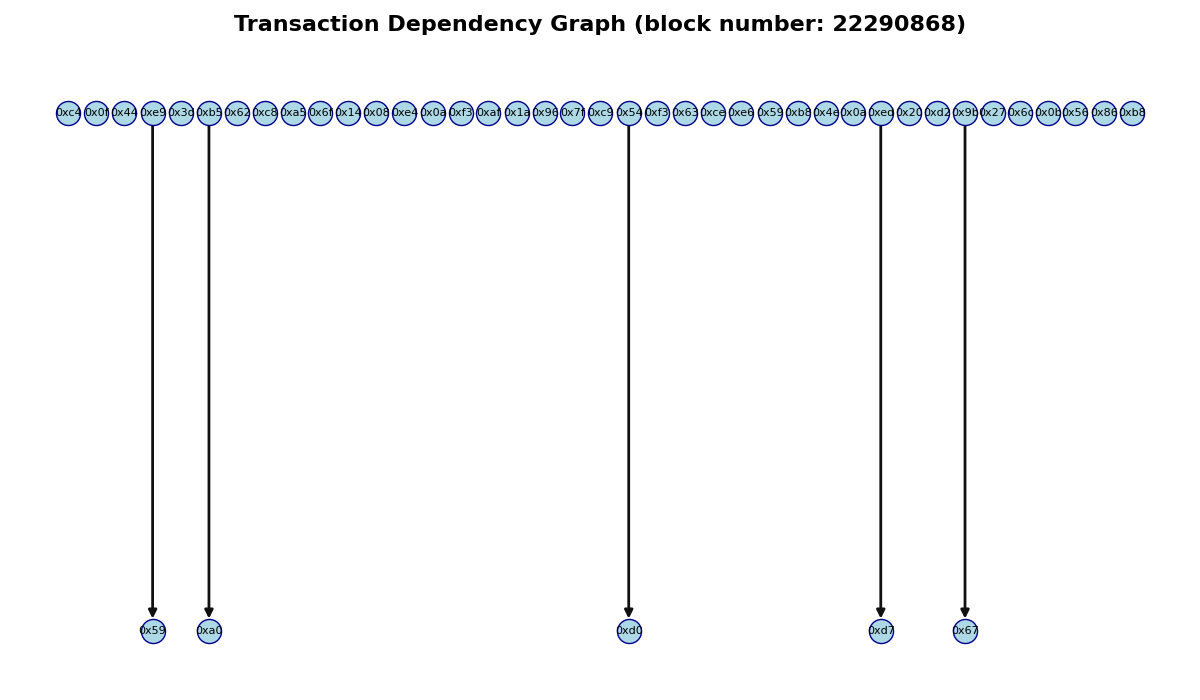 Transaction Dependency Graph (block number: 22290868)
0xc4 0x0f 0x44 0xe9 0x3d 0xb5 0x62 0xc8 0xa5 0x6f 0x14 0x08 0xe4 0x0a 0xf3 0xaf 0x1a 0x96 0x7f 0xc9 0x54 0xf3 0x63 0xce 0xe6 0x59 0xb8 0x4e 0x0a 0xed 0x20 0xd2 0x9b 0x27 0x6c 0x0b 0x56 0x86 0xb8
0x59 0xa0 0xd0 0xd7 0x67